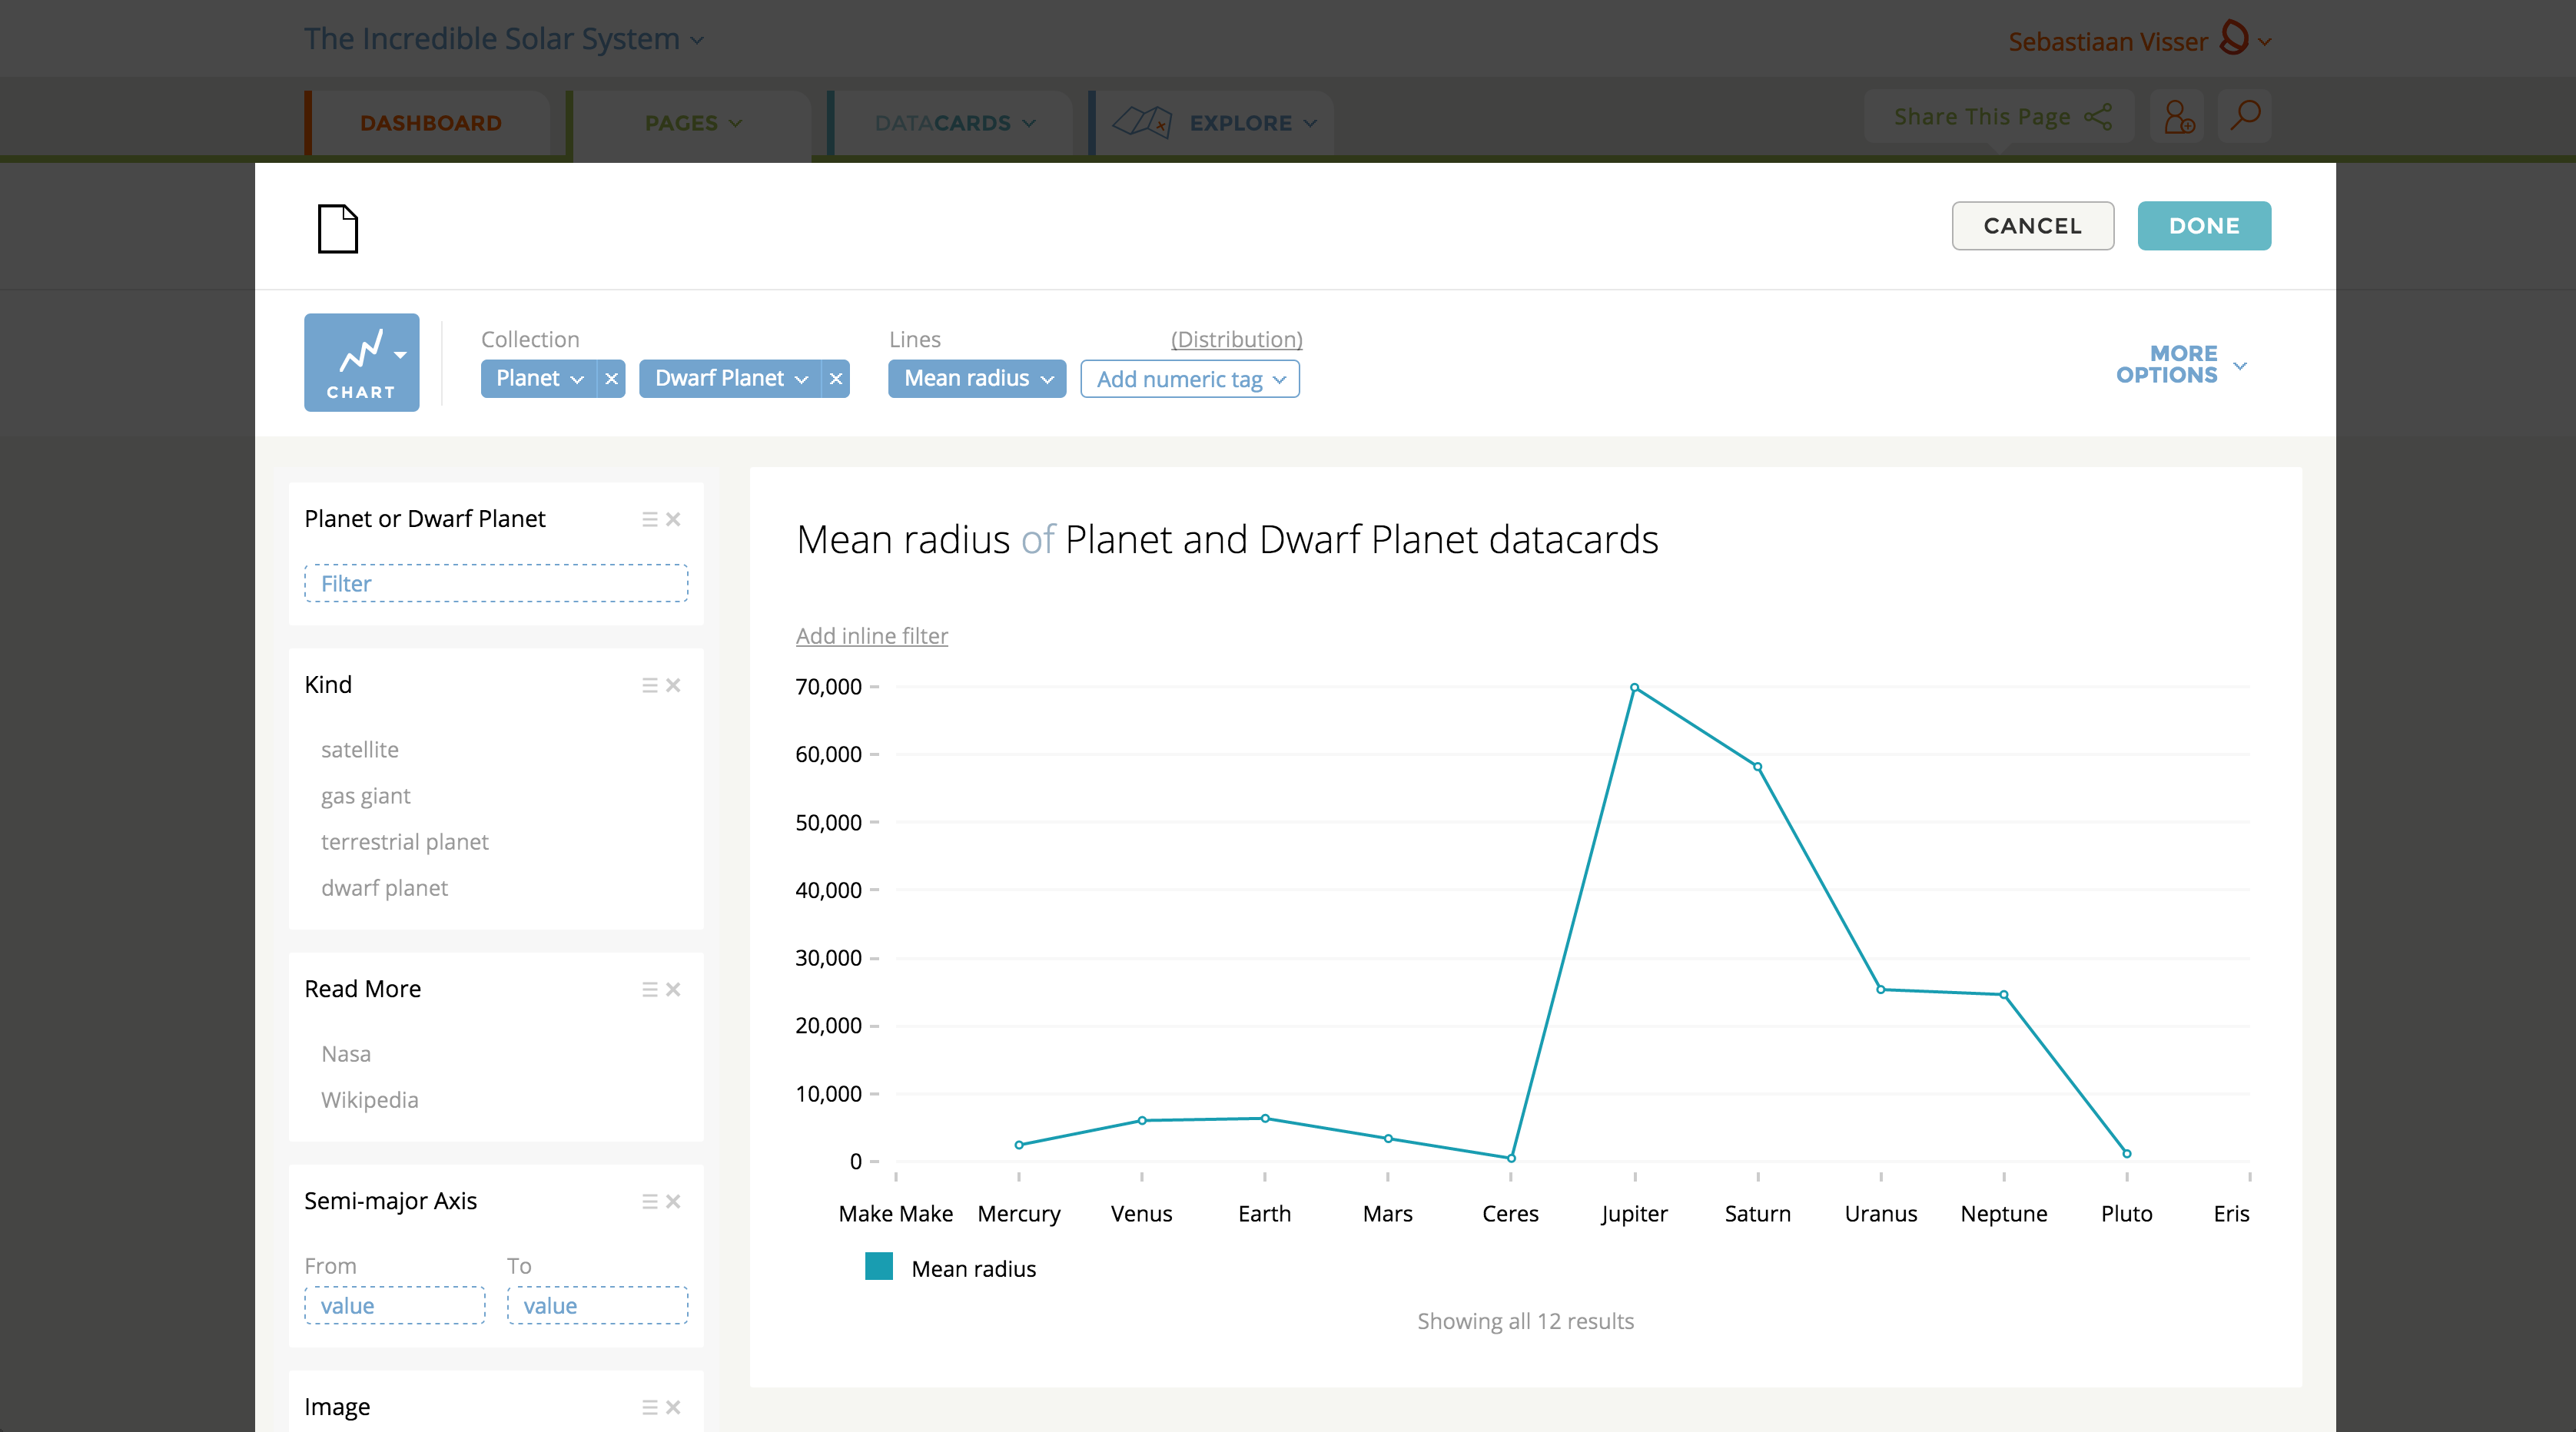 The Incredible Solar System
Sebastiaan Visser
DASHBOARD
PAGES
DATACARDS
EXPLORE
Share This Page
CANCEL
DONE
CHART
Collection
Planet
Dwarf Planet
Lines
(Distribution)
Mean radius
Add numeric tag
MORE
OPTIONS
Planet or Dwarf Planet
Filter
Kind
satellite
gas giant
terrestrial planet
dwarf planet
Read More
Nasa
Wikipedia
Semi-major Axis
From To
value value
Image
Mean radius of Planet and Dwarf Planet datacards
Add inline filter
70,000
60,000
50,000
40,000
30,000
20,000
10,000
0
Make Make Mercury Venus Earth Mars Ceres Jupiter Saturn Uranus Neptune Pluto Eris
Mean radius
Showing all 12 results